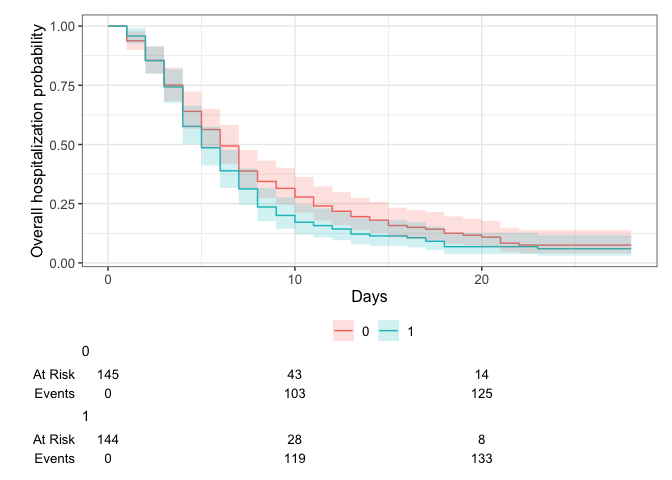 Overall hospitalization probability
1.00
0.75
0.50
0.25
0.00
0 10 20
Days
0 1
0
At Risk 145 43 14
Events 0 103 125
1
At Risk 144 28 8
Events 0 119 133